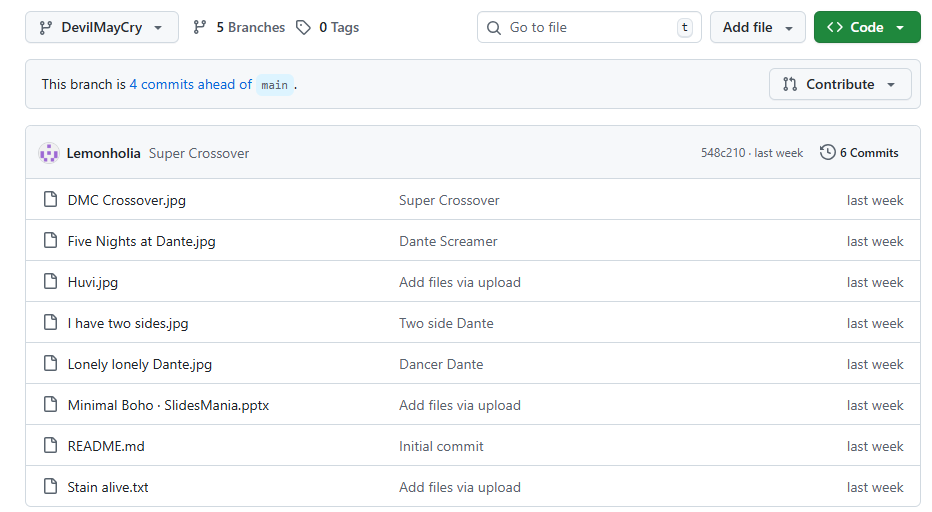 DevilMayCry 5 Branches 0 Tags Go to file t Add file Code
This branch is 4 commits ahead of main . Contribute
Lemonholia Super Crossover 548c210 · last week 6 Commits
DMC Crossover.jpg Super Crossover last week
Five Nights at Dante.jpg Dante Screamer last week
Huvi.jpg Add files via upload last week
I have two sides.jpg Two side Dante last week
Lonely lonely Dante.jpg Dancer Dante last week
Minimal Boho · SlidesMania.pptx Add files via upload last week
README.md Initial commit last week
Stain alive.txt Add files via upload last week